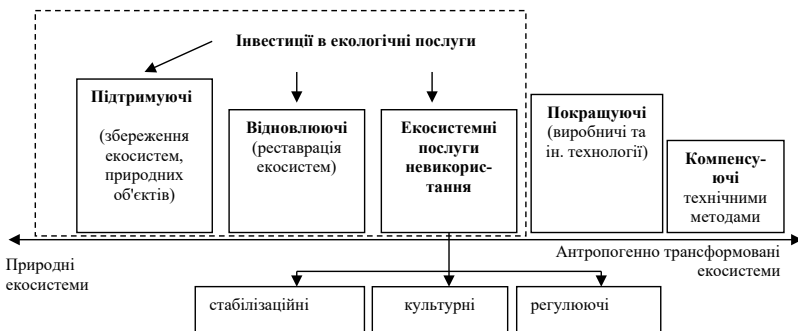 Інвестиції в екологічні послуги
Підтримуючі
(збереження
екосистем,
природних
об'єктів)
Відновлюючі
(реставрація
екосистем)
Екосистемні
послуги
невикорис-
тання
Покращуючі
(виробничі та
ін. технології)
Компенсу-
ючі
технічними
методами
Природні
екосистеми
Антропогенно трансформовані
екосистеми
стабілізаційні
культурні
регулюючі